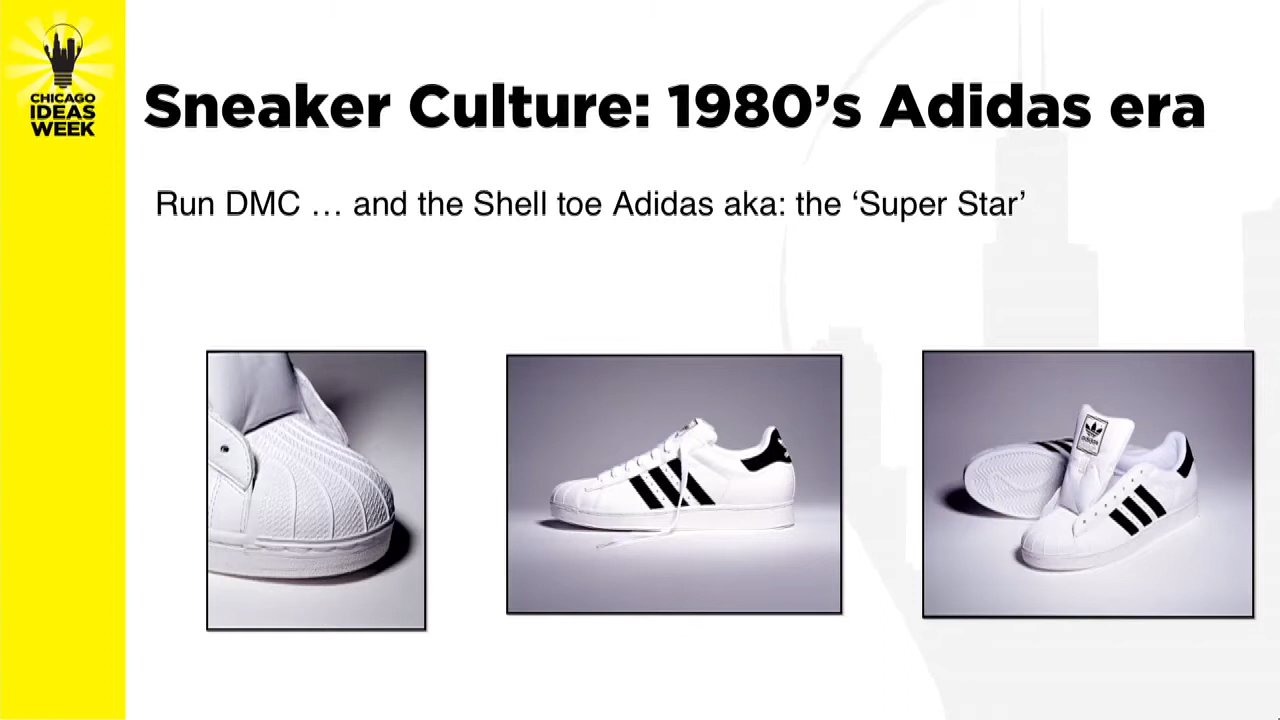 CHICAGO
IDEAS
WEEK
Sneaker Culture: 1980’s Adidas era
Run DMC … and the Shell toe Adidas aka: the ‘Super Star’
adidas